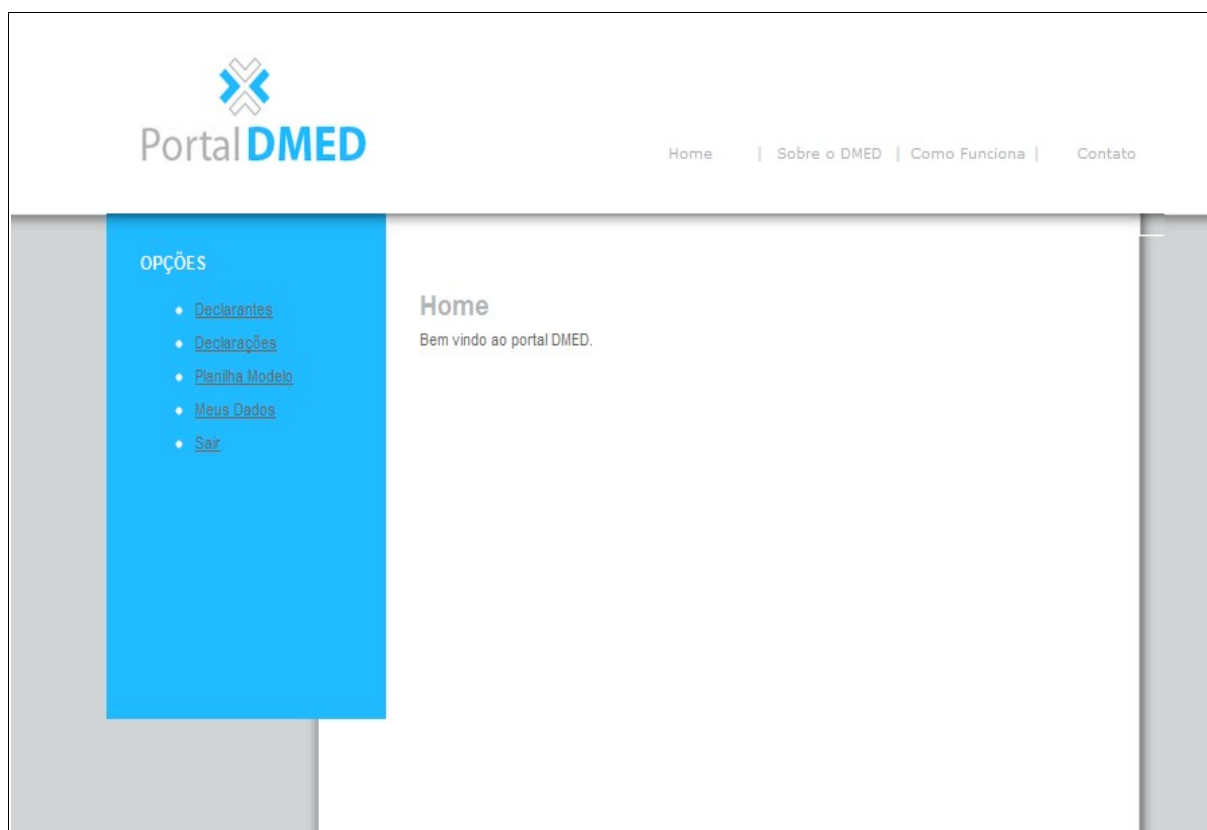 Portal DMED
Home | Sobre o DMED | Como Funciona | Contato
OPÇÕES
Declarantes
Declarações
Planilha Modelo
Meus Dados
Sair
Home
Bem vindo ao portal DMED.